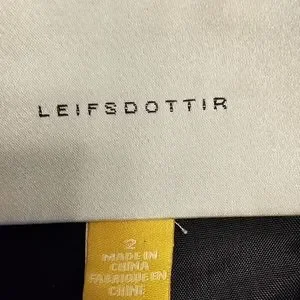 LEIFSDOTTIR
2
MADE IN
CHINA
FABRIQUE EN
CHINE